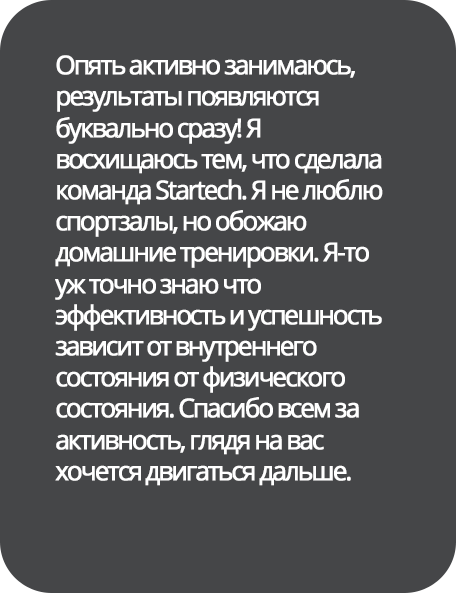 Опять активно занимаюсь,
результаты появляются
буквально сразу! Я
восхищаюсь тем, что сделала
команда Startech. Я не люблю
спортзалы, но обожаю
домашние тренировки. Я-то
уж точно знаю что
эффективность и успешность
зависит от внутреннего
состояния от физического
состояния. Спасибо всем за
активность, глядя на вас
хочется двигаться дальше.